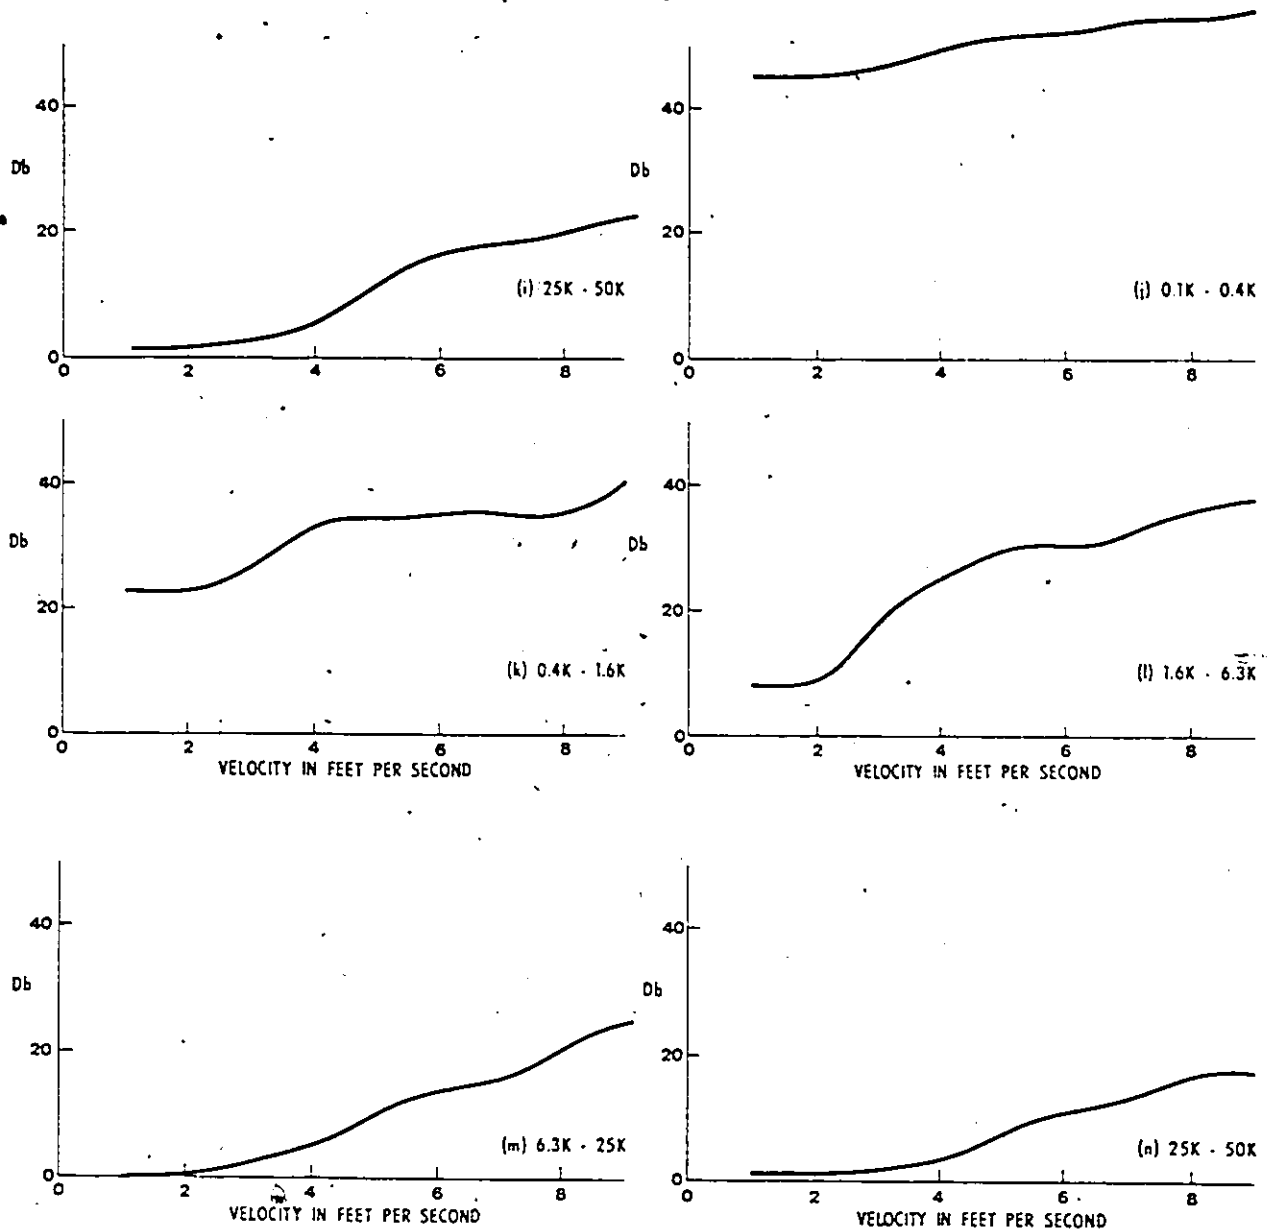 40
Db
20
(i) 25K - 50K
0
0 2 4 6 8
40
Db
20
(j) 0.1K - 0.4K
0
0 2 4 6 8
40
Db
20
(k) 0.4K - 1.6K
0
0 2 4 6 8
VELOCITY IN FEET PER SECOND
40
Db
20
(l) 1.6K - 6.3K
0
0 2 4 6 8
VELOCITY IN FEET PER SECOND
40
Db
20
(m) 6.3K - 25K
0
0 2 4 6 8
VELOCITY IN FEET PER SECOND
40
Db
20
(n) 25K - 50K
0
0 2 4 6 8
VELOCITY IN FEET PER SECOND